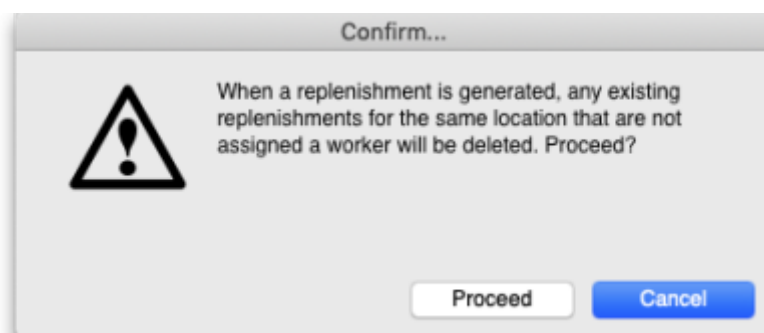 Confirm...
When a replenishment is generated, any existing
replenishments for the same location that are not
assigned a worker will be deleted. Proceed?
Proceed
Cancel